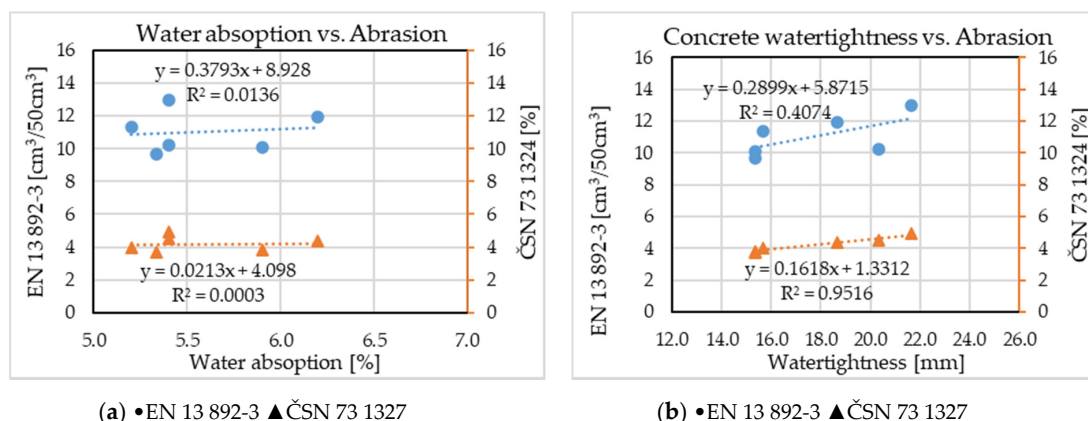 Water absoption vs. Abrasion
y = 0.3793x + 8.928
R² = 0.0136
y = 0.0213x + 4.098
R² = 0.0003
EN 13 892-3 [cm³/50cm³]
16
14
12
10
8
6
4
2
0
16
14
12
10
8
6
4
2
0
ČSN 73 1324 [%]
5.0 5.5 6.0 6.5 7.0
Water absoption [%]
(a) •EN 13 892-3 ▲ČSN 73 1327
Concrete watertightness vs. Abrasion
y = 0.2899x + 5.8715
R² = 0.4074
y = 0.1618x + 1.3312
R² = 0.9516
EN 13 892-3 [cm³/50cm³]
16
14
12
10
8
6
4
2
0
16
14
12
10
8
6
4
2
0
ČSN 73 1324 [%]
12.0 14.0 16.0 18.0 20.0 22.0 24.0 26.0
Watertightness [mm]
(b) •EN 13 892-3 ▲ČSN 73 1327